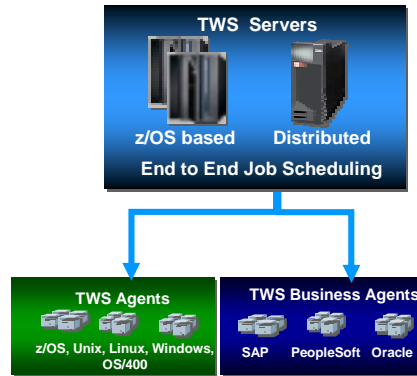 TWS Servers
z/OS based Distributed
End to End Job Scheduling
TWS Agents
z/OS, Unix, Linux, Windows,
OS/400
TWS Business Agents
SAP PeopleSoft Oracle